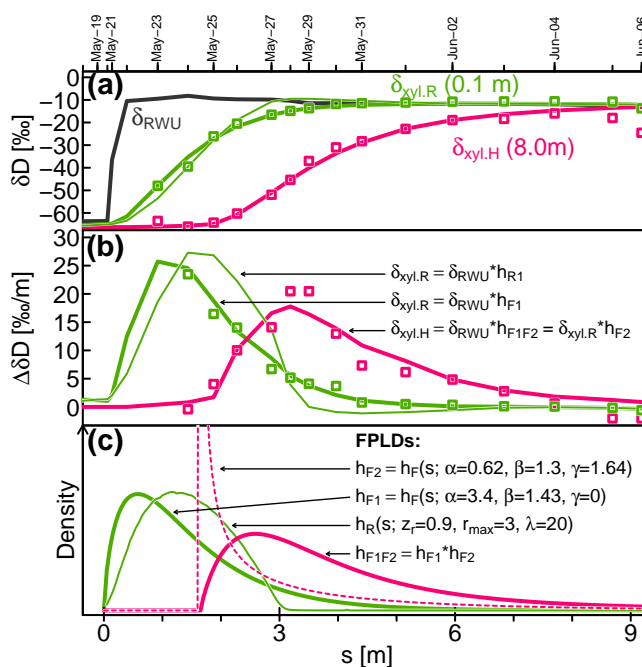 May-19
May-21
May-23
May-25
May-27
May-29
May-31
Jun-02
Jun-04
Jun-06
(a)
δxyl.R (0.1 m)
δRWU
δxyl.H (8.0m)
δD [‰]
0
−10
−20
−30
−40
−50
−60
(b)
δxyl.R = δRWU*hR1
δxyl.R = δRWU*hF1
δxyl.H = δRWU*hF1F2 = δxyl.R*hF2
ΔδD [‰/m]
30
25
20
15
10
5
0
(c)
FPLDs:
hF2 = hF(s; α=0.62, β=1.3, γ=1.64)
hF1 = hF(s; α=3.4, β=1.43, γ=0)
hR(s; zr=0.9, rmax=3, λ=20)
hF1F2 = hF1*hF2
Density
0 3 6 9
s [m]